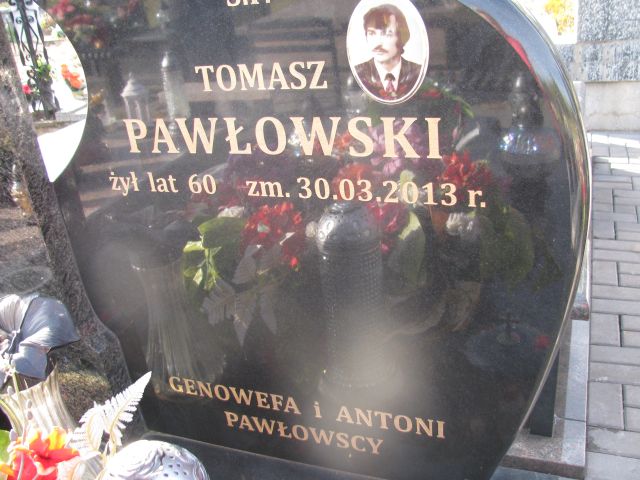 TOMASZ
PAWŁOWSKI
żył lat 60 zm. 30.03.2013 r.
GENOWEFA i ANTONI
PAWŁOWSCY